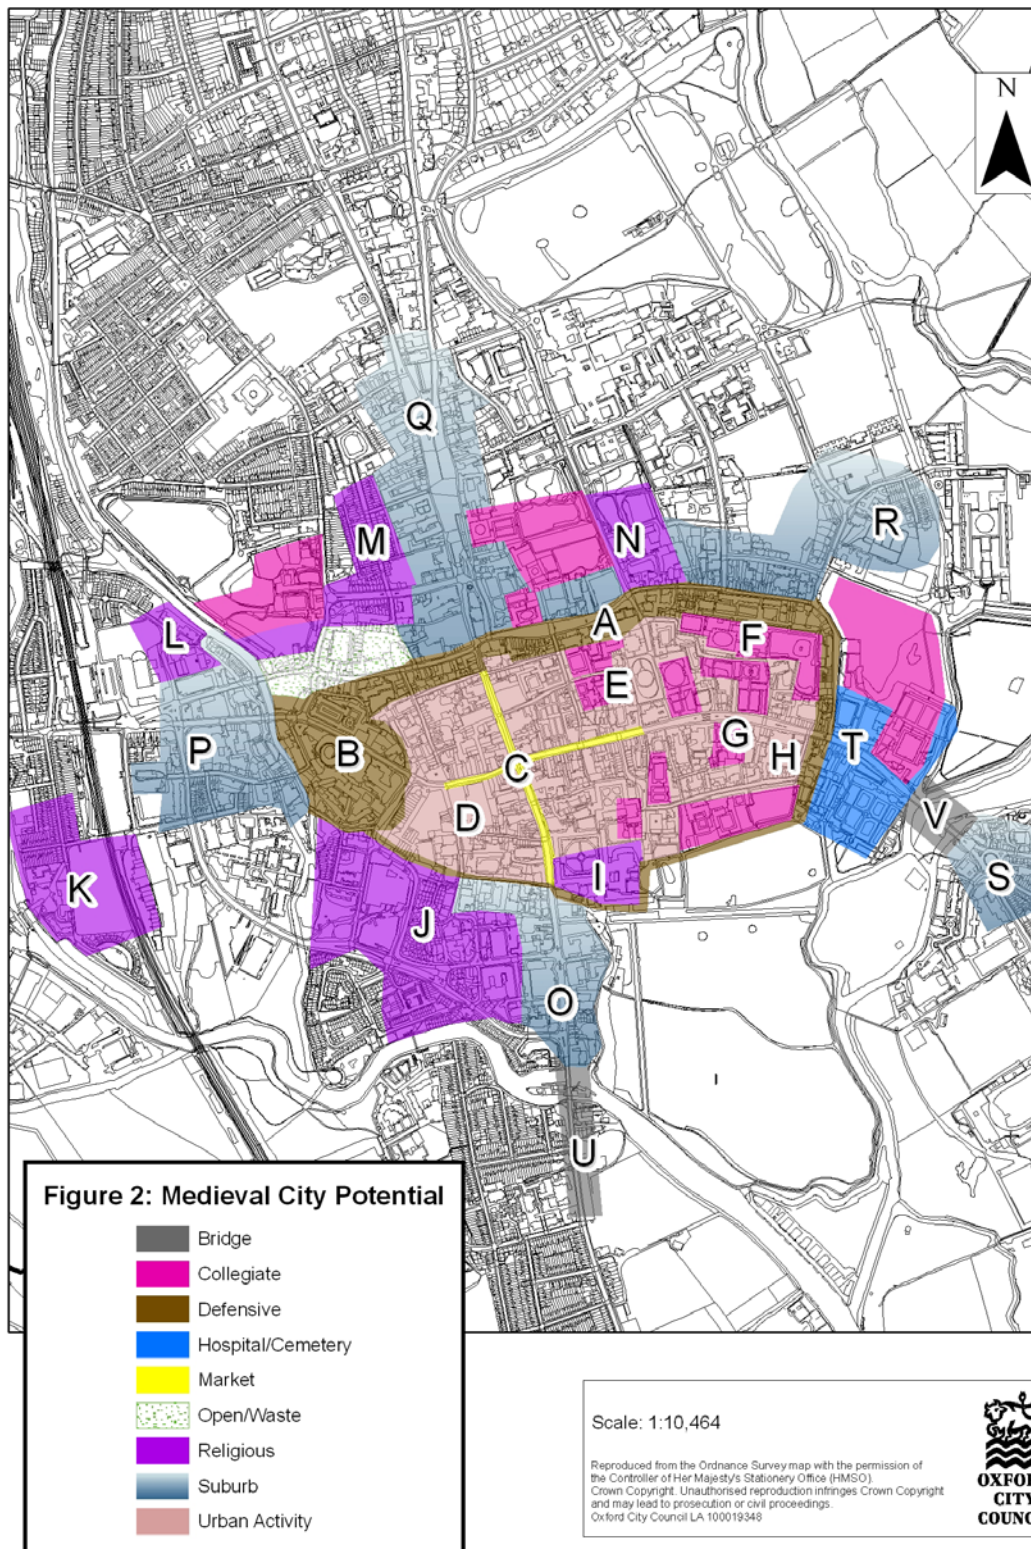 N
Q
R
M
N
A
L
F
E
G
P
B
C
H
T
D
V
I
K
S
J
O
U
Figure 2: Medieval City Potential
Bridge
Collegiate
Defensive
Hospital/Cemetery
Market
Open/Waste
Religious
Suburb
Urban Activity
Scale: 1:10,464
Reproduced from the Ordnance Survey map with the permission of
the Controller of Her Majesty's Stationery Office (HMSO).
Crown Copyright. Unauthorised reproduction infringes Crown Copyright
and may lead to prosecution or civil proceedings.
Oxford City Council LA 100019348
OXFOR
CITY
COUNC